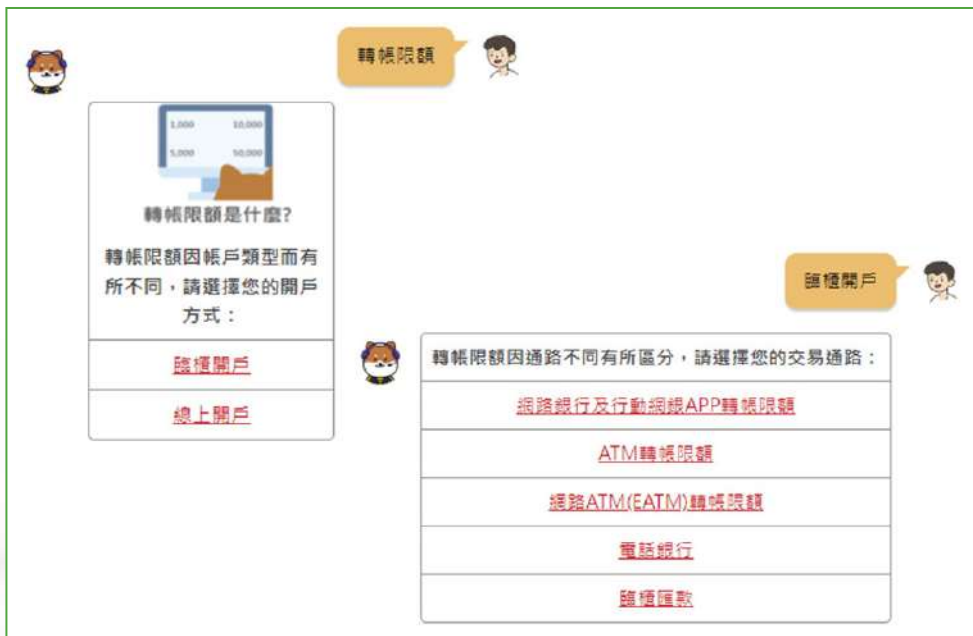 轉帳限額
1,000 10,000
5,000 50,000
轉帳限額是什麼?
轉帳限額因帳戶類型而有
所不同，請選擇您的開戶
方式：
臨櫃開戶
線上開戶
臨櫃開戶
轉帳限額因通路不同有所區分，請選擇您的交易通路：
網路銀行及行動網銀APP轉帳限額
ATM轉帳限額
網路ATM(EATM)轉帳限額
電話銀行
臨櫃匯款